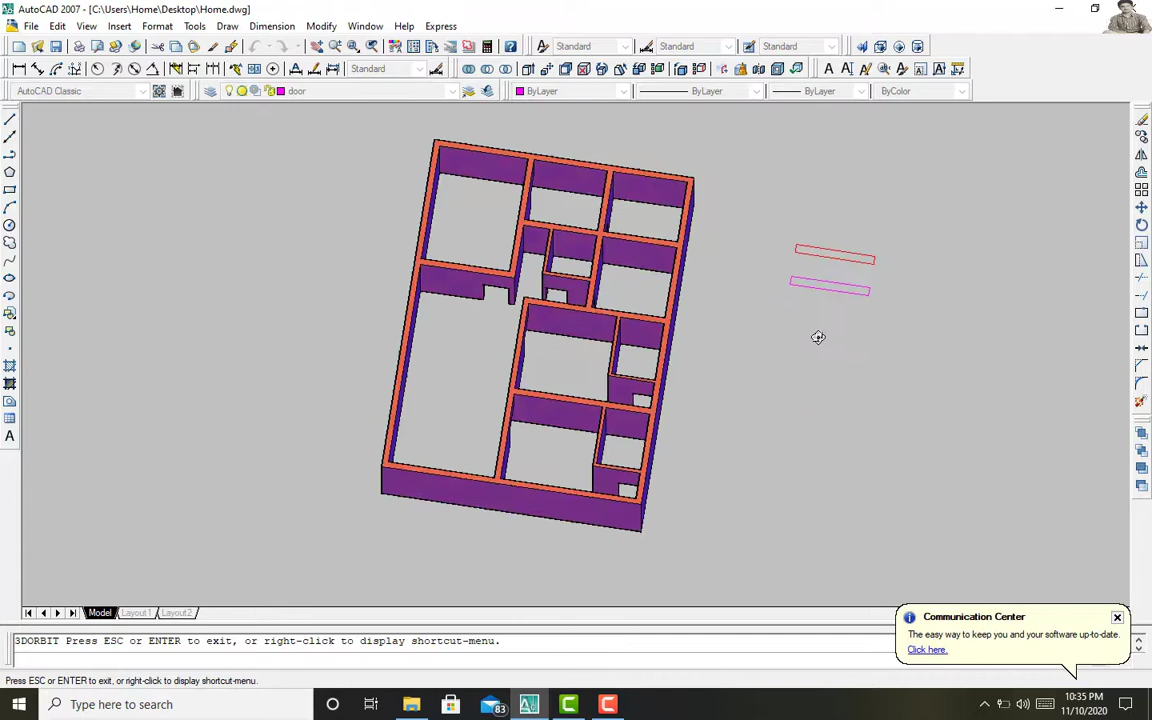 AutoCAD 2007 - [C:\Users\Home\Desktop\Home.dwg]
File Edit View Insert Format Tools Draw Dimension Modify Window Help Express
Standard Standard Standard
Standard
AutoCAD Classic door ByLayer ByLayer ByLayer ByColor
Model Layout1 Layout2
Communication Center
The easy way to keep you and your software up-to-date.
Click here.
3DORBIT Press ESC or ENTER to exit, or right-click to display shortcut-menu.
Press ESC or ENTER to exit, or right-click to display shortcut-menu.
Type here to search
83
10:35 PM
11/10/2020